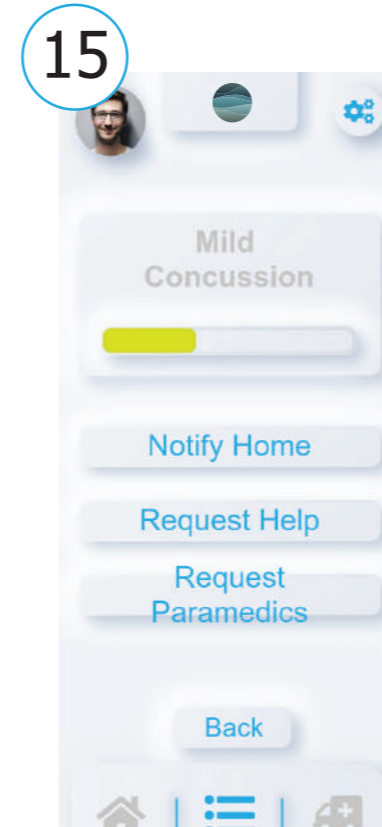 15
Mild
Concussion
Notify Home
Request Help
Request
Paramedics
Back